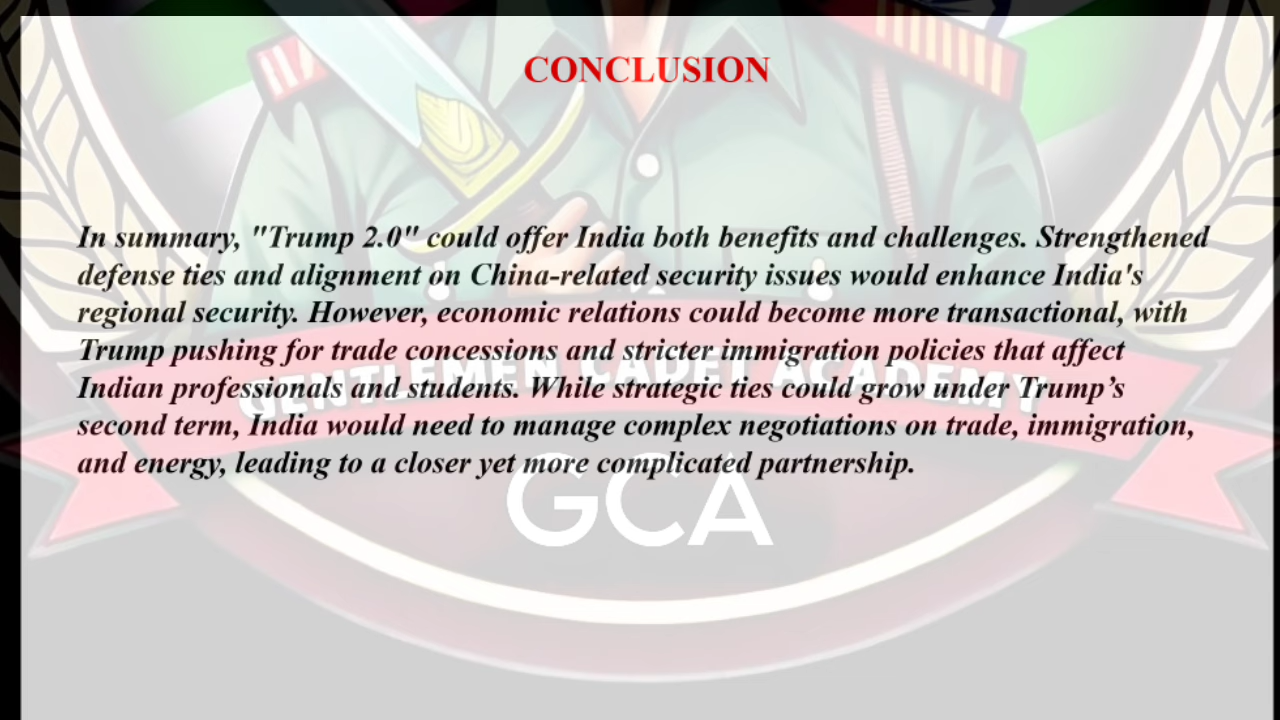 CONCLUSION
In summary, "Trump 2.0" could offer India both benefits and challenges. Strengthened
defense ties and alignment on China-related security issues would enhance India's
regional security. However, economic relations could become more transactional, with
Trump pushing for trade concessions and stricter immigration policies that affect
Indian professionals and students. While strategic ties could grow under Trump’s
second term, India would need to manage complex negotiations on trade, immigration,
and energy, leading to a closer yet more complicated partnership.
GENTLEMEN CADET ACADEMY
GCA